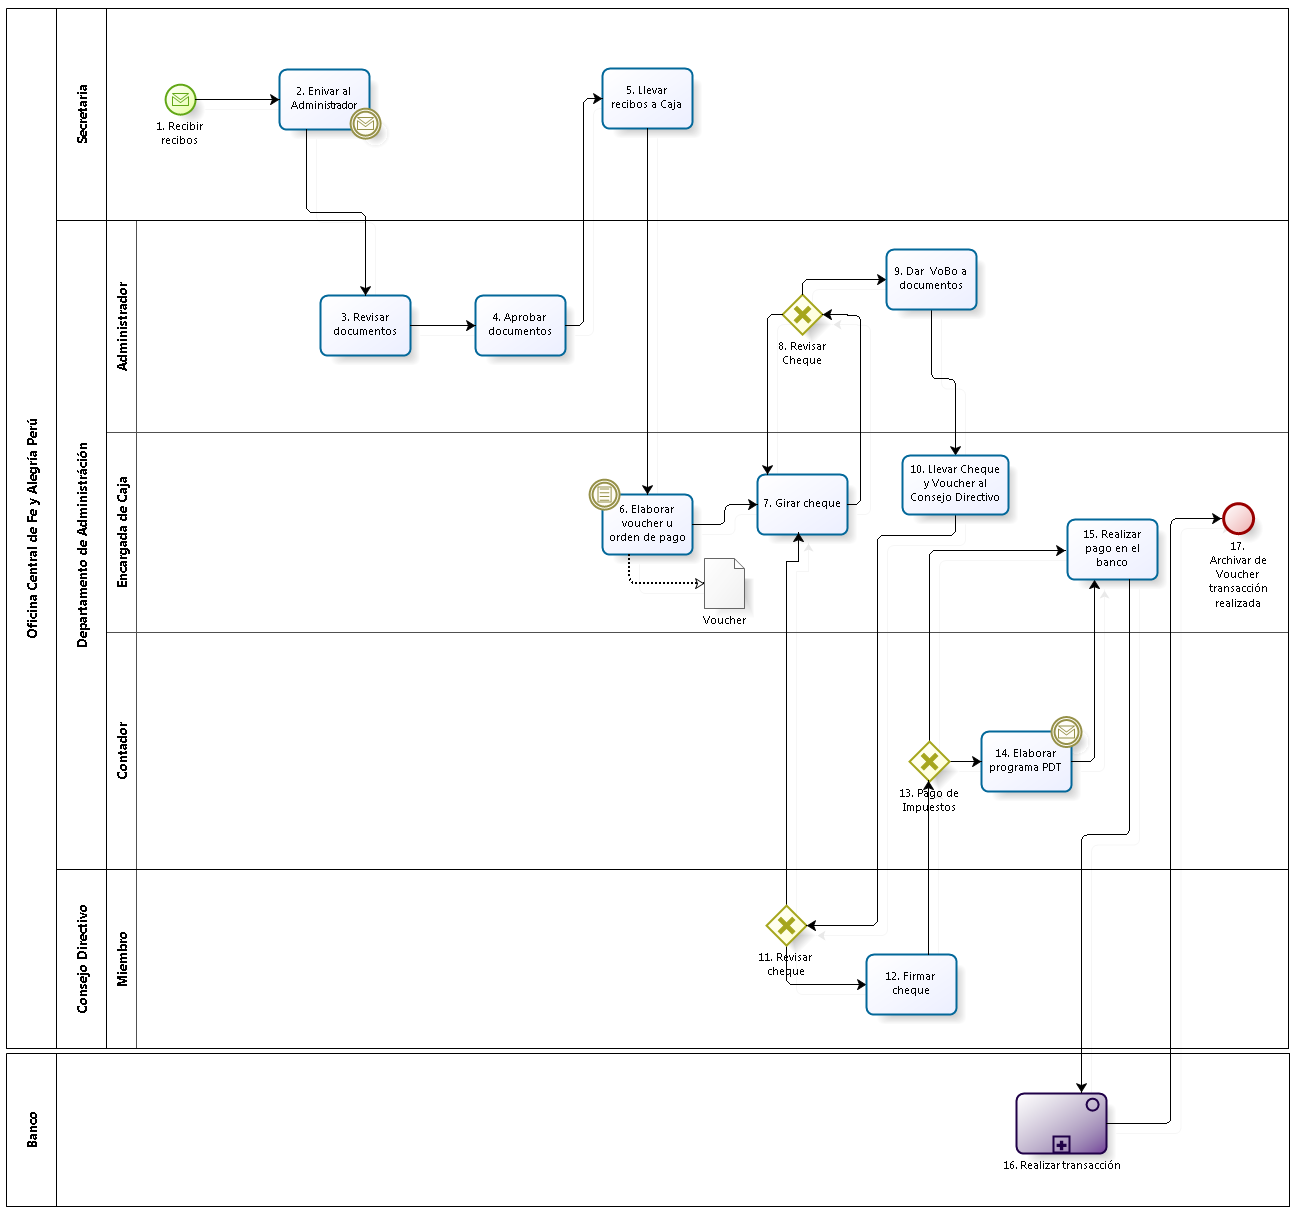 Oficina Central de Fe y Alegría Perú
Secretaria
1. Recibir
recibos
2. Enivar al
Administrador
5. Llevar
recibos a Caja
Departamento de Administráción
Administrador
3. Revisar
documentos
4. Aprobar
documentos
8. Revisar
Cheque
9. Dar VoBo a
documentos
Encargada de Caja
6. Elaborar
voucher u
orden de pago
Voucher
7. Girar cheque
10. Llevar Cheque
y Voucher al
Consejo Directivo
15. Realizar
pago en el
banco
17.
Archivar de
Voucher
transacción
realizada
Contador
13. Pago de
Impuestos
14. Elaborar
programa PDT
Consejo Directivo
Miembro
11. Revisar
cheque
12. Firmar
cheque
Banco
16. Realizar transacción